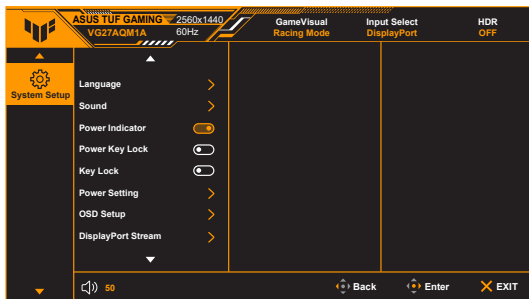 ASUS TUF GAMING 2560x1440 GameVisual Input Select HDR
VG27AQM1A 60Hz Racing Mode DisplayPort OFF
System Setup
Language
Sound
Power Indicator
Power Key Lock
Key Lock
Power Setting
OSD Setup
DisplayPort Stream
50 Back Enter EXIT